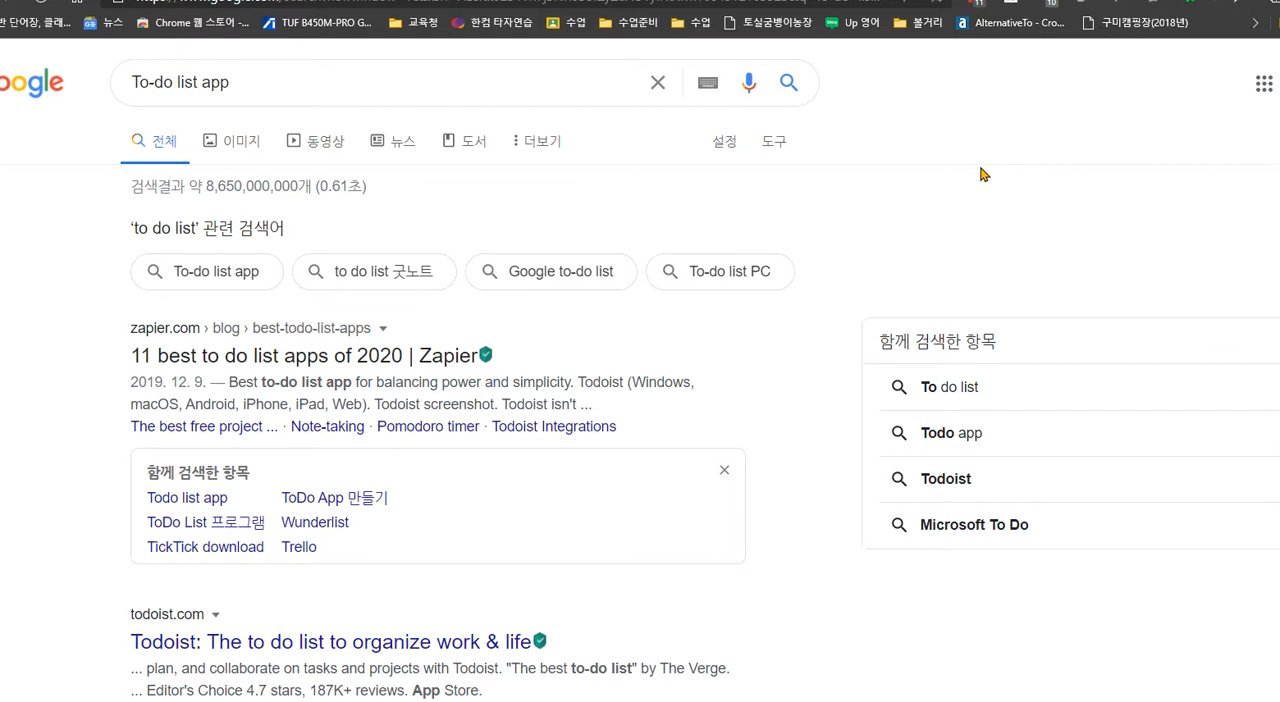 반 단어장, 클래... 뉴스 Chrome 웹 스토어 -... TUF B450M-PRO G... 교육청 한컴 타자연습 수업 수업준비 수업 토실굼벵이농장 Up 영어 볼거리 AlternativeTo - Cro... 구미캠핑장(2018년)
oogle To-do list app
전체 이미지 동영상 뉴스 도서 더보기 설정 도구
검색결과 약 8,650,000,000개 (0.61초)
‘to do list’ 관련 검색어
To-do list app to do list 굿노트 Google to-do list To-do list PC
zapier.com › blog › best-todo-list-apps
11 best to do list apps of 2020 | Zapier
2019. 12. 9. — Best to-do list app for balancing power and simplicity. Todoist (Windows,
macOS, Android, iPhone, iPad, Web). Todoist screenshot. Todoist isn't ...
The best free project ... · Note-taking · Pomodoro timer · Todoist Integrations
함께 검색한 항목
Todo list app ToDo App 만들기
ToDo List 프로그램 Wunderlist
TickTick download Trello
todoist.com
Todoist: The to do list to organize work & life
... plan, and collaborate on tasks and projects with Todoist. "The best to-do list" by The Verge.
... Editor's Choice 4.7 stars, 187K+ reviews. App Store.
함께 검색한 항목
To do list
Todo app
Todoist
Microsoft To Do